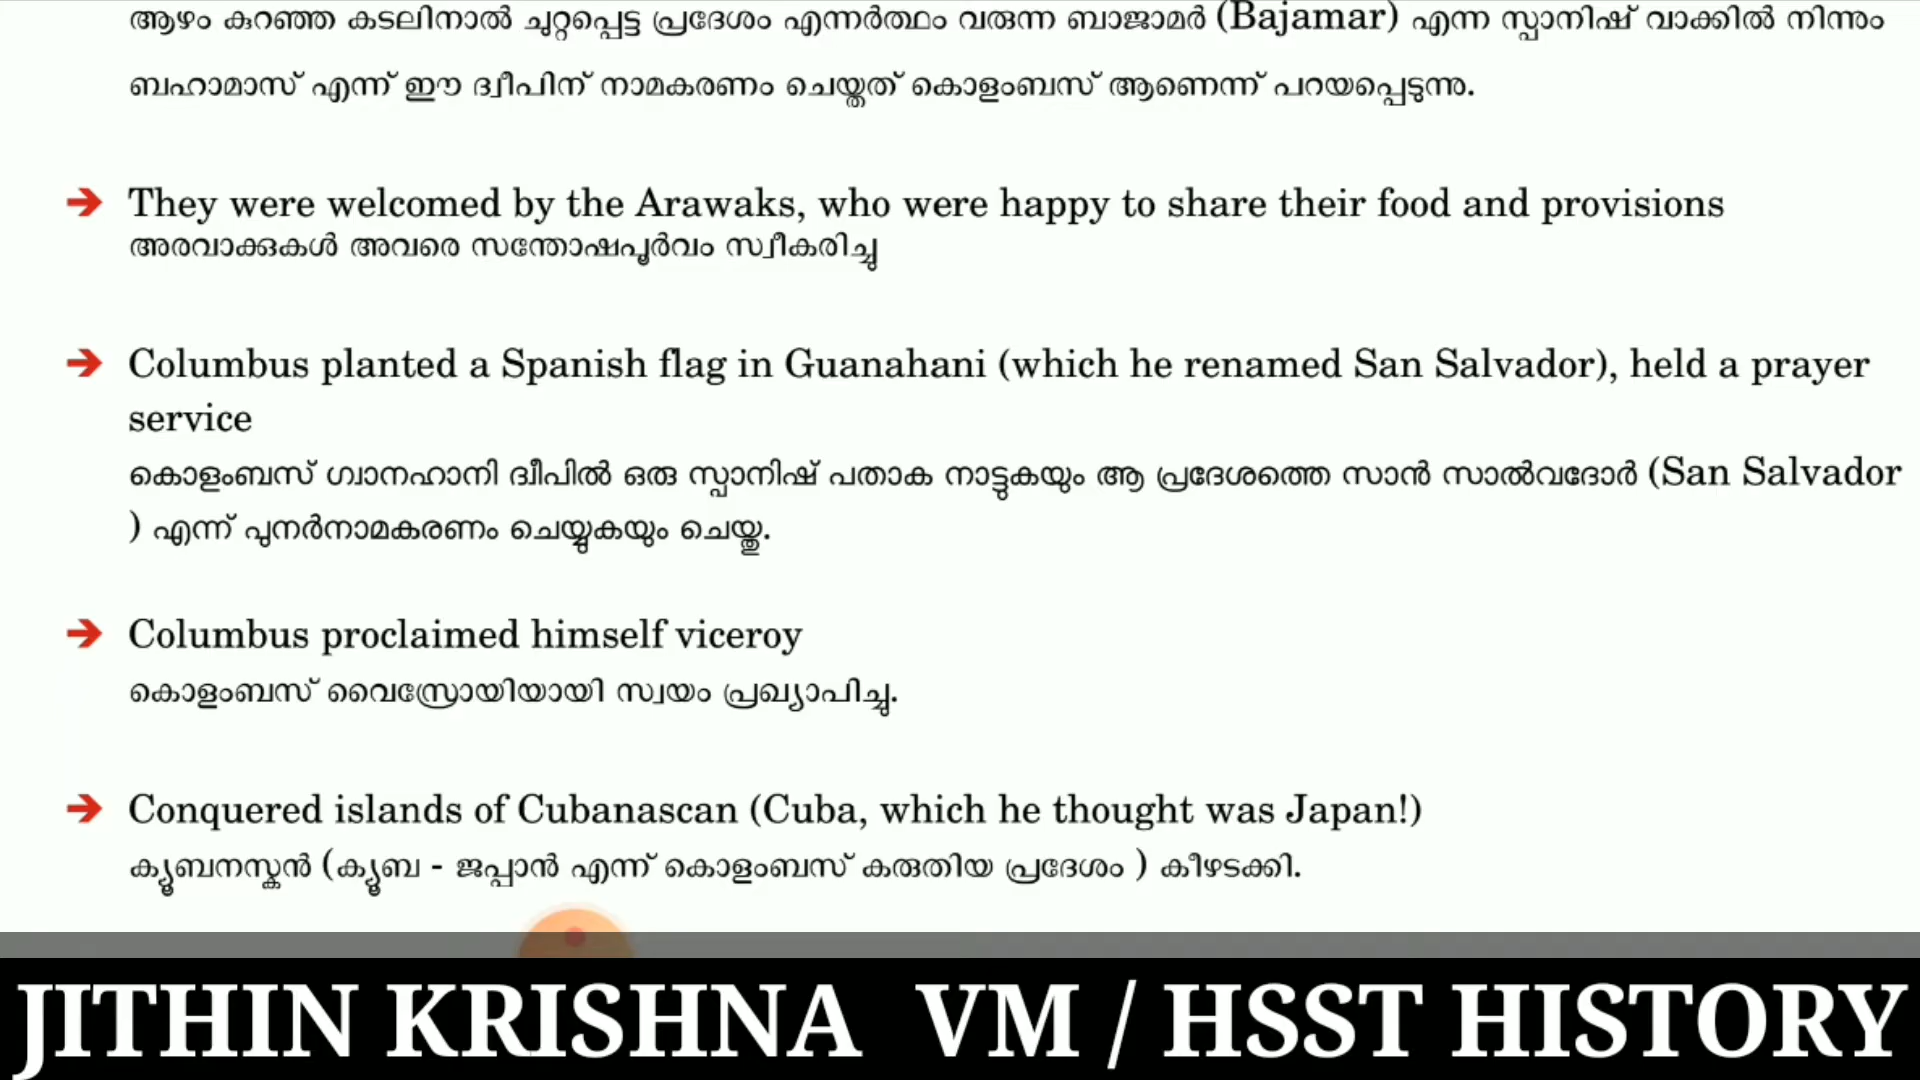 ആഴം കുറഞ്ഞ കടലിനാൽ ചുറ്റപ്പെട്ട പ്രദേശം എന്നർത്ഥം വരുന്ന ബാജാമർ (Bajamar) എന്ന സ്പാനിഷ് വാക്കിൽ നിന്നും
ബഹാമാസ് എന്ന് ഈ ദ്വീപിന് നാമകരണം ചെയ്തത് കൊളംബസ് ആണെന്ന് പറയപ്പെടുന്നു.
➔ They were welcomed by the Arawaks, who were happy to share their food and provisions
അരവാക്കുകൾ അവരെ സന്തോഷപൂർവം സ്വീകരിച്ചു
➔ Columbus planted a Spanish flag in Guanahani (which he renamed San Salvador), held a prayer
service
കൊളംബസ് ഗ്വാനഹാനി ദ്വീപിൽ ഒരു സ്പാനിഷ് പതാക നാട്ടുകയും ആ പ്രദേശത്തെ സാൻ സാൽവദോർ (San Salvador
) എന്ന് പുനർനാമകരണം ചെയ്യുകയും ചെയ്തു.
➔ Columbus proclaimed himself viceroy
കൊളംബസ് വൈസ്രോയിയായി സ്വയം പ്രഖ്യാപിച്ചു.
➔ Conquered islands of Cubanascan (Cuba, which he thought was Japan!)
ക്യൂബനസ്കൻ (ക്യൂബ - ജപ്പാൻ എന്ന് കൊളംബസ് കരുതിയ പ്രദേശം ) കീഴടക്കി.
JITHIN KRISHNA VM / HSST HISTORY